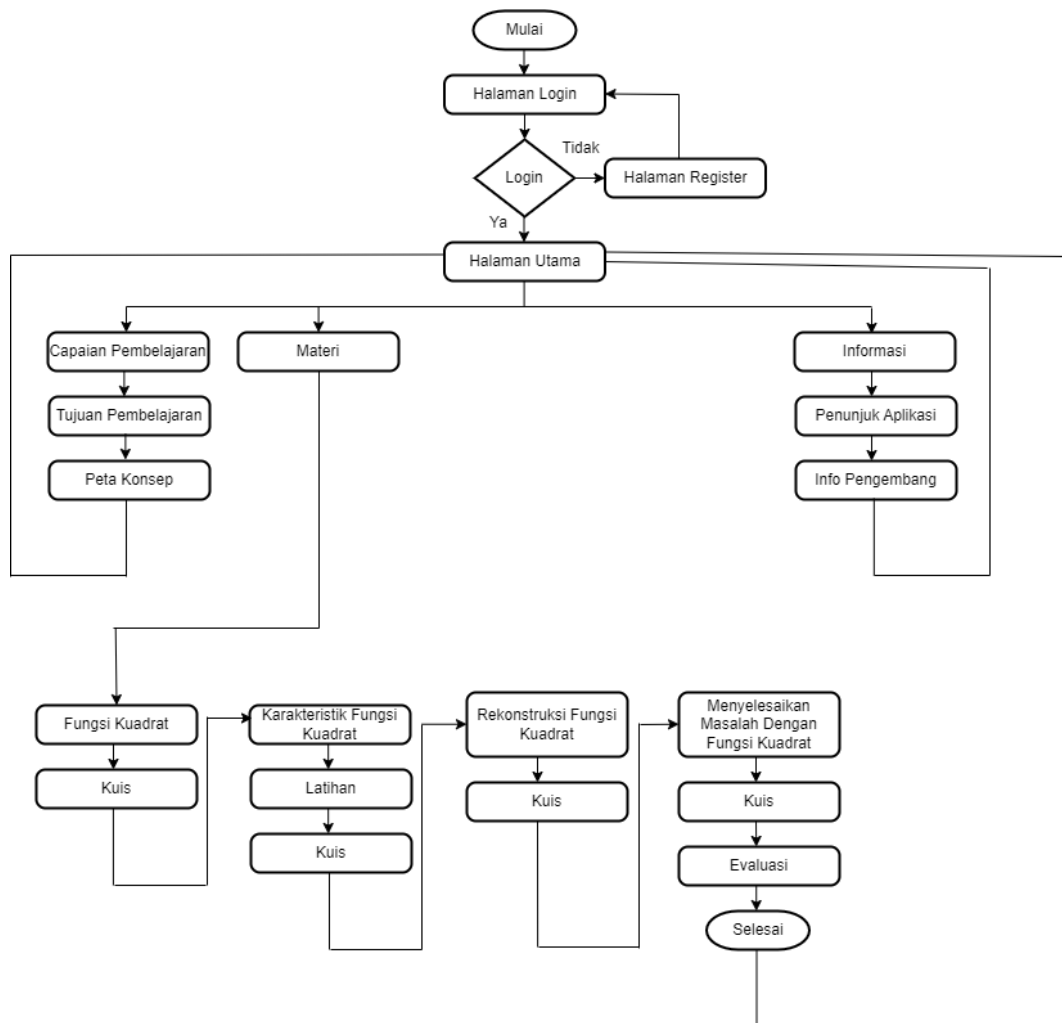 Mulai
Halaman Login
Tidak
Login
Halaman Register
Ya
Halaman Utama
Capaian Pembelajaran
Materi
Informasi
Tujuan Pembelajaran
Penunjuk Aplikasi
Peta Konsep
Info Pengembang
Fungsi Kuadrat
Karakteristik Fungsi
Kuadrat
Rekonstruksi Fungsi
Kuadrat
Menyelesaikan
Masalah Dengan
Fungsi Kuadrat
Kuis
Latihan
Kuis
Kuis
Kuis
Evaluasi
Selesai